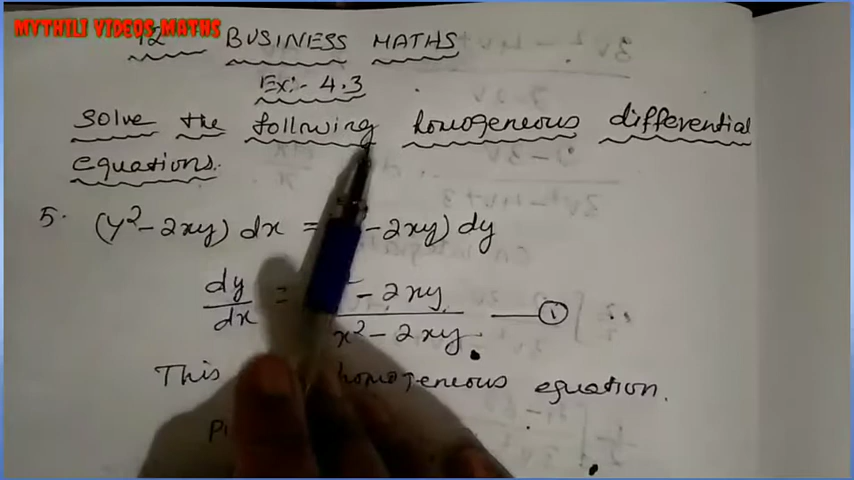 MYTHILI VIDEOS MATHS
12 BUSINESS MATHS
Ex:- 4.3
Solve the following homogeneous differential
equations.
5. (y² - 2xy) dx = - 2xy) dy
dy/dx = - 2xy / x² - 2xy —— ①
This homogeneous equation.